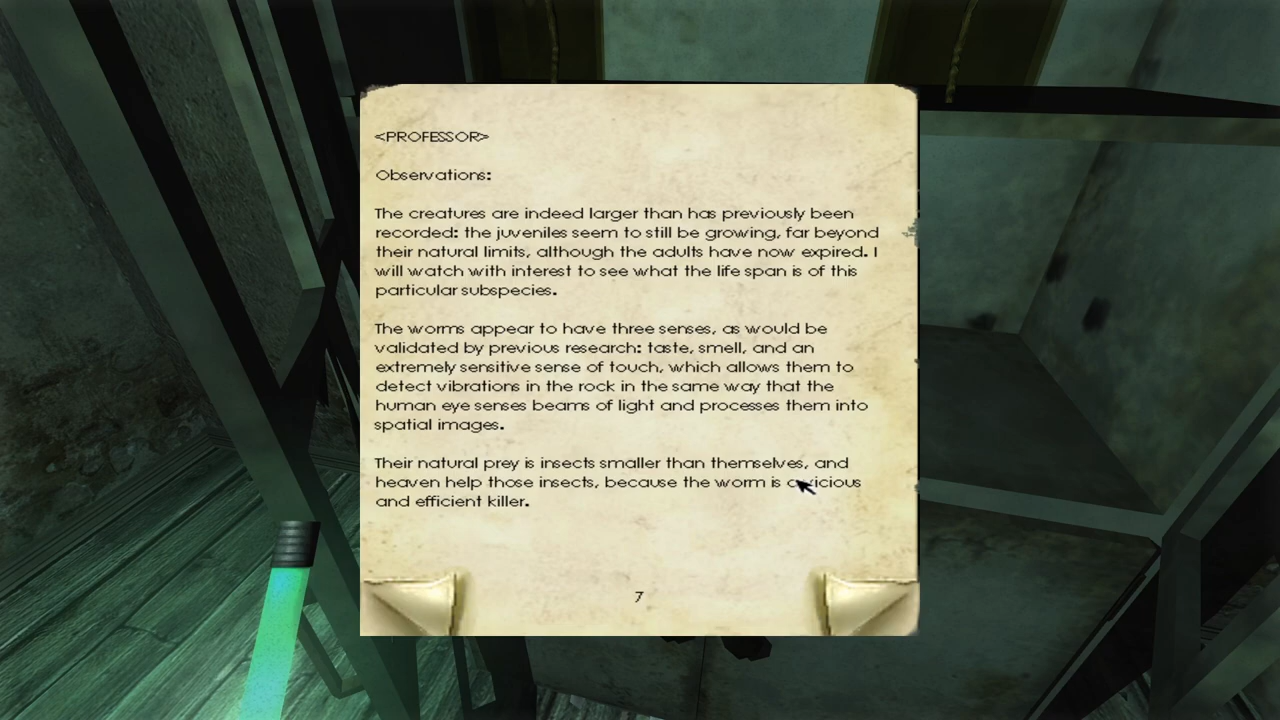 <PROFESSOR>
Observations:
The creatures are indeed larger than has previously been
recorded: the juveniles seem to still be growing, far beyond
their natural limits, although the adults have now expired. I
will watch with interest to see what the life span is of this
particular subspecies.
The worms appear to have three senses, as would be
validated by previous research: taste, smell, and an
extremely sensitive sense of touch, which allows them to
detect vibrations in the rock in the same way that the
human eye senses beams of light and processes them into
spatial images.
Their natural prey is insects smaller than themselves, and
heaven help those insects, because the worm is a vicious
and efficient killer.
7